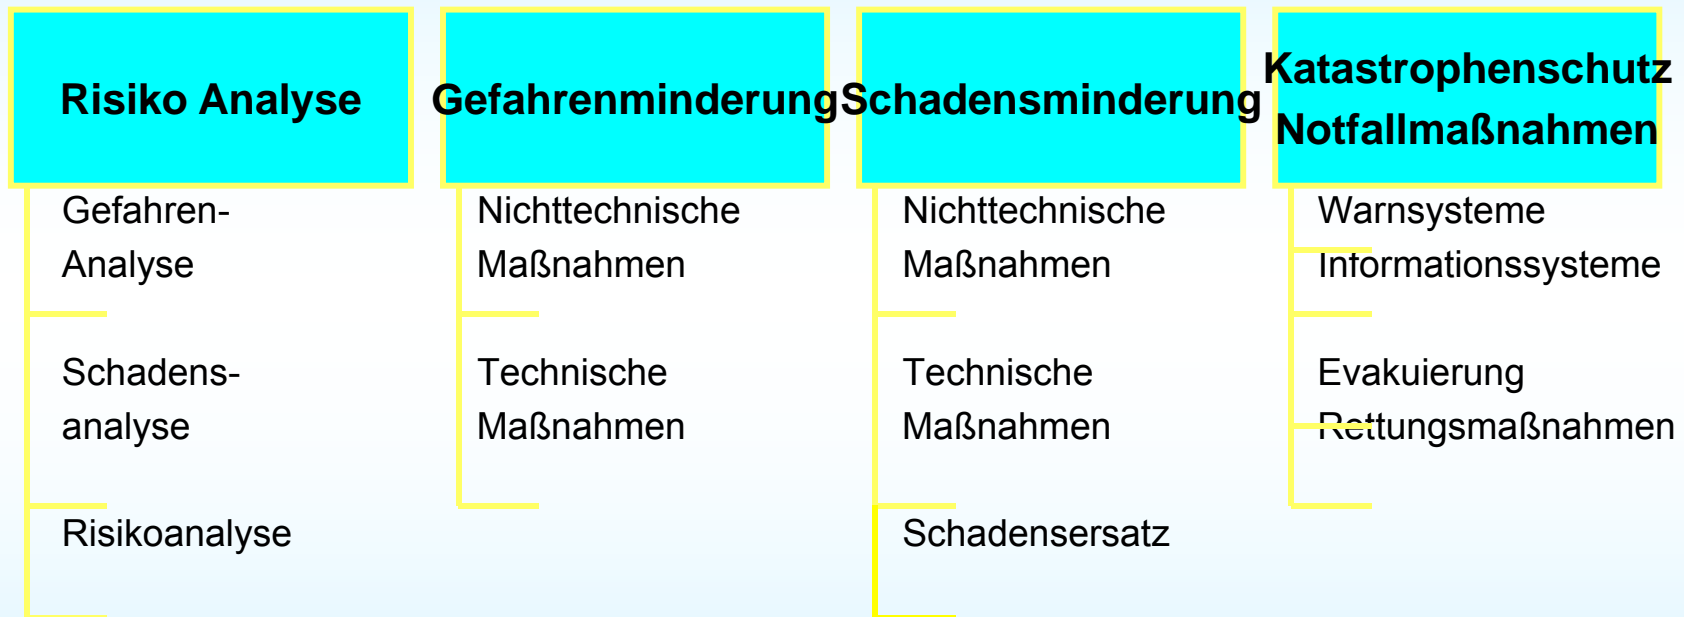 Risiko Analyse
Gefahren-
Analyse
Schadens-
analyse
Risikoanalyse
Gefahrenminderung
Nichttechnische
Maßnahmen
Technische
Maßnahmen
Schadensminderung
Nichttechnische
Maßnahmen
Technische
Maßnahmen
Schadensersatz
Katastrophenschutz
Notfallmaßnahmen
Warnsysteme
Informationssysteme
Evakuierung
Rettungsmaßnahmen